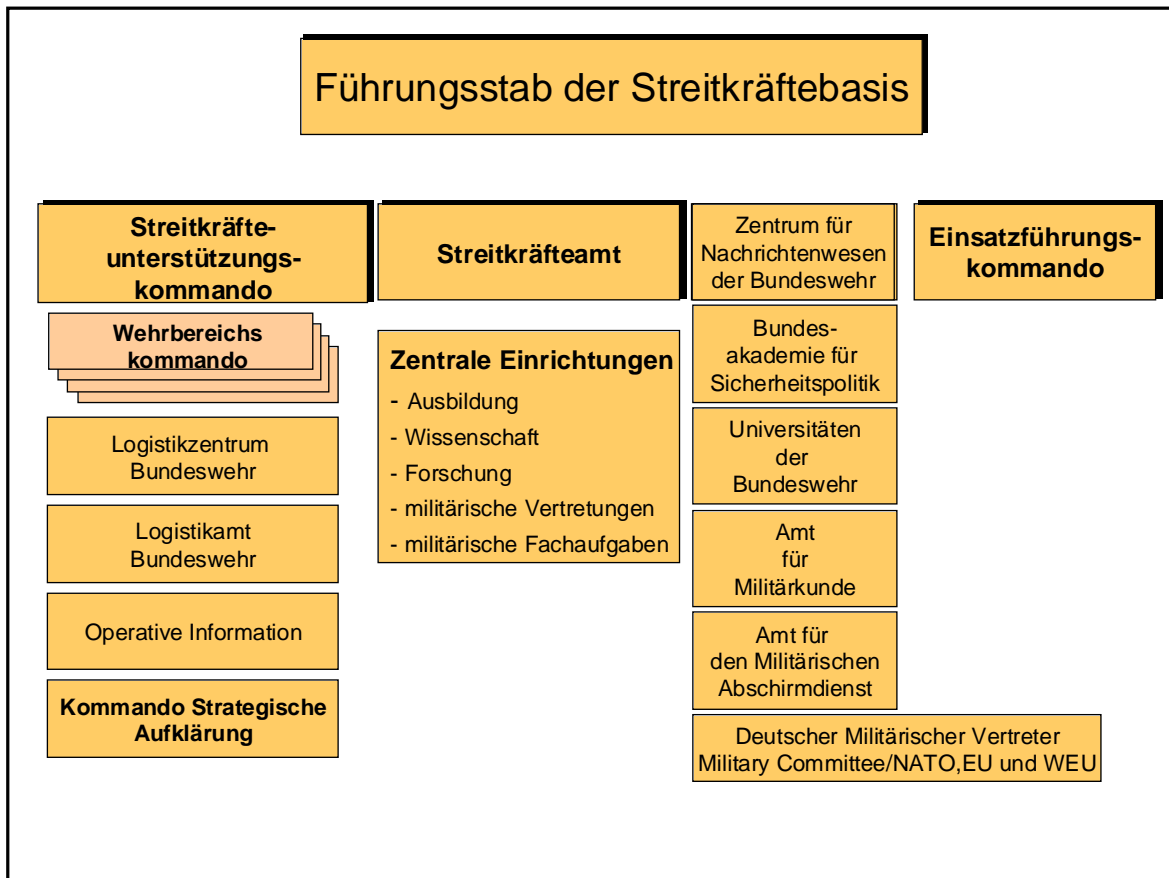 Führungsstab der Streitkräftebasis
Streitkräfte-
unterstützungs-
kommando
Wehrbereichs
kommando
Logistikzentrum
Bundeswehr
Logistikamt
Bundeswehr
Operative Information
Kommando Strategische
Aufklärung
Streitkräfteamt
Zentrale Einrichtungen
- Ausbildung
- Wissenschaft
- Forschung
- militärische Vertretungen
- militärische Fachaufgaben
Zentrum für
Nachrichtenwesen
der Bundeswehr
Bundes-
akademie für
Sicherheitspolitik
Universitäten
der
Bundeswehr
Amt
für
Militärkunde
Amt für
den Militärischen
Abschirmdienst
Deutscher Militärischer Vertreter
Military Committee/NATO,EU und WEU
Einsatzführungs-
kommando